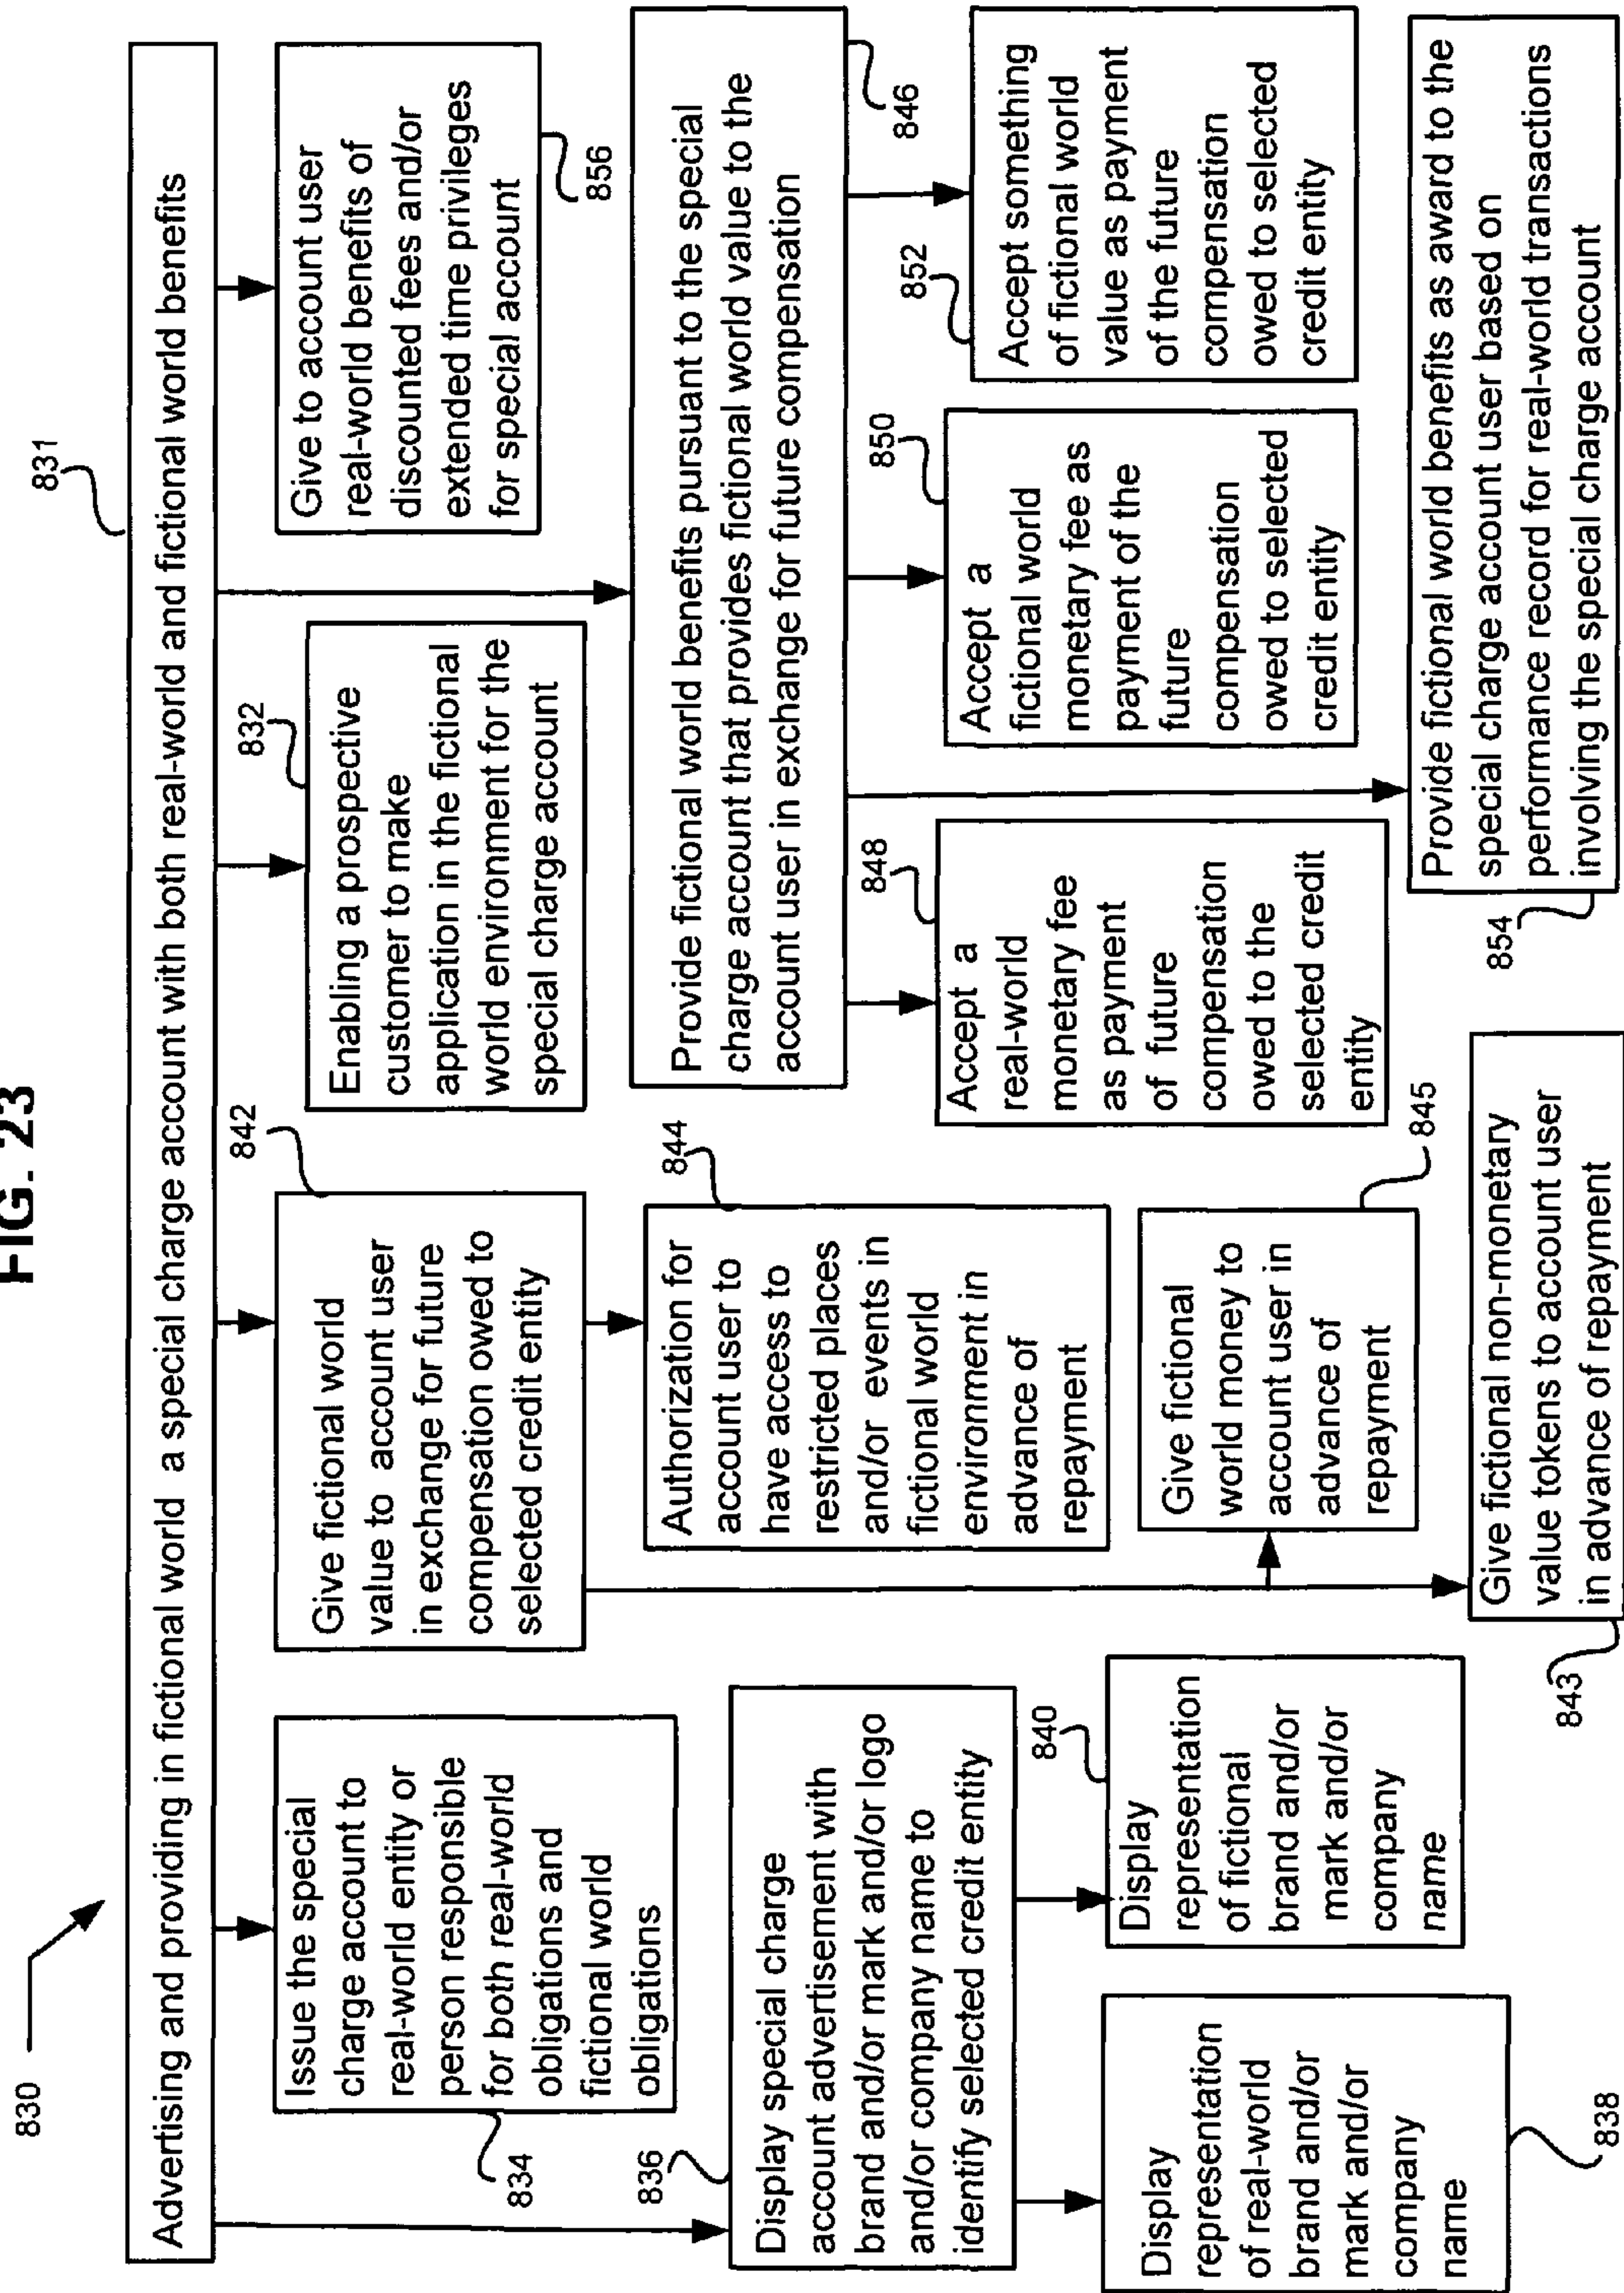 FIG. 23
830
831
Advertising and providing in fictional world a special charge account with both real-world and fictional world benefits
Issue the special
charge account to
real-world entity or
person responsible
for both real-world
obligations and
fictional world
obligations
834
842
Give fictional world
value to account user
in exchange for future
compensation owed to
selected credit entity
832
Enabling a prospective
customer to make
application in the fictional
world environment for the
special charge account
Give to account user
real-world benefits of
discounted fees and/or
extended time privileges
for special account
856
836
Display special charge
account advertisement with
brand and/or mark and/or logo
and/or company name to
identify selected credit entity
844
Authorization for
account user to
have access to
restricted places
and/or events in
fictional world
environment in
advance of
repayment
Provide fictional world benefits pursuant to the special
charge account that provides fictional world value to the
account user in exchange for future compensation
846
838
Display
representation
of real-world
brand and/or
mark and/or
company
name
840
Display
representation
of fictional
brand and/or
mark and/or
company
name
845
Give fictional
world money to
account user in
advance of
repayment
843
Give fictional non-monetary
value tokens to account user
in advance of repayment
848
Accept a
real-world
monetary fee
as payment
of future
compensation
owed to the
selected credit
entity
850
Accept a
fictional world
monetary fee as
payment of the
future
compensation
owed to selected
credit entity
852
Accept something
of fictional world
value as payment
of the future
compensation
owed to selected
credit entity
854
Provide fictional world benefits as award to the
special charge account user based on
performance record for real-world transactions
involving the special charge account